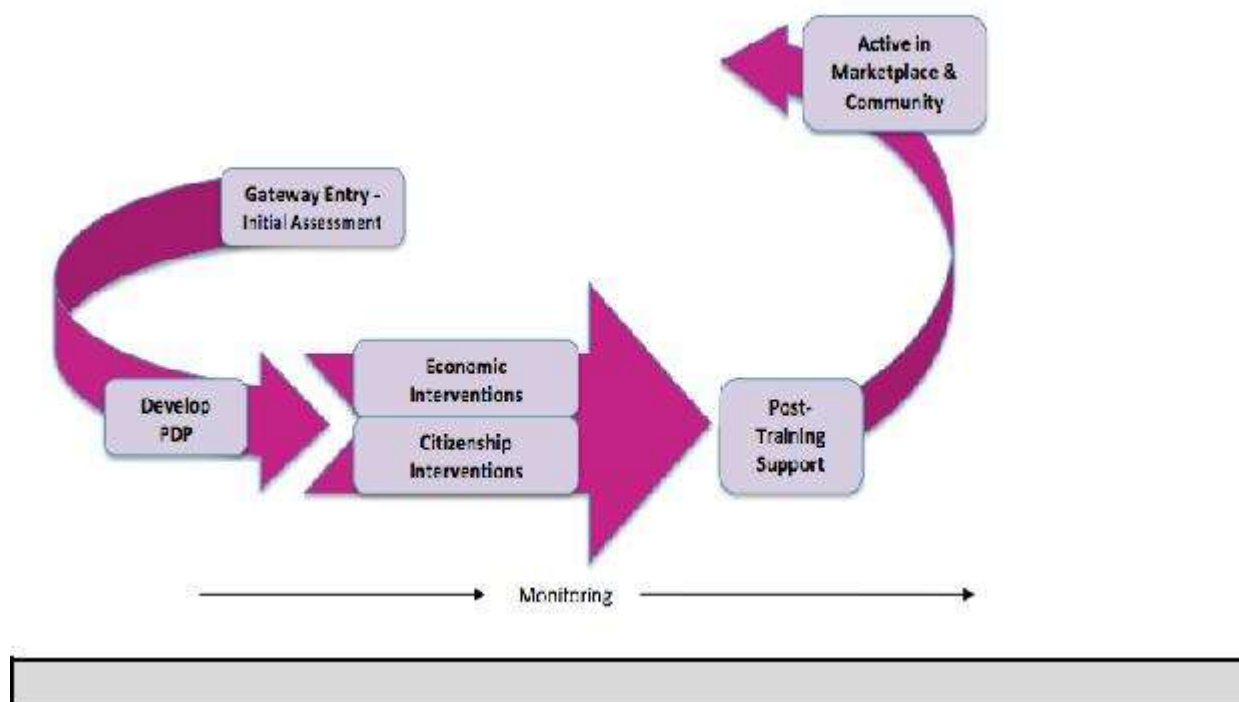 Active in
Marketplace &
Community
Gateway Entry -
Initial Assessment
Develop
PDP
Economic
Interventions
Citizenship
Interventions
Post-
Training
Support
Monitoring